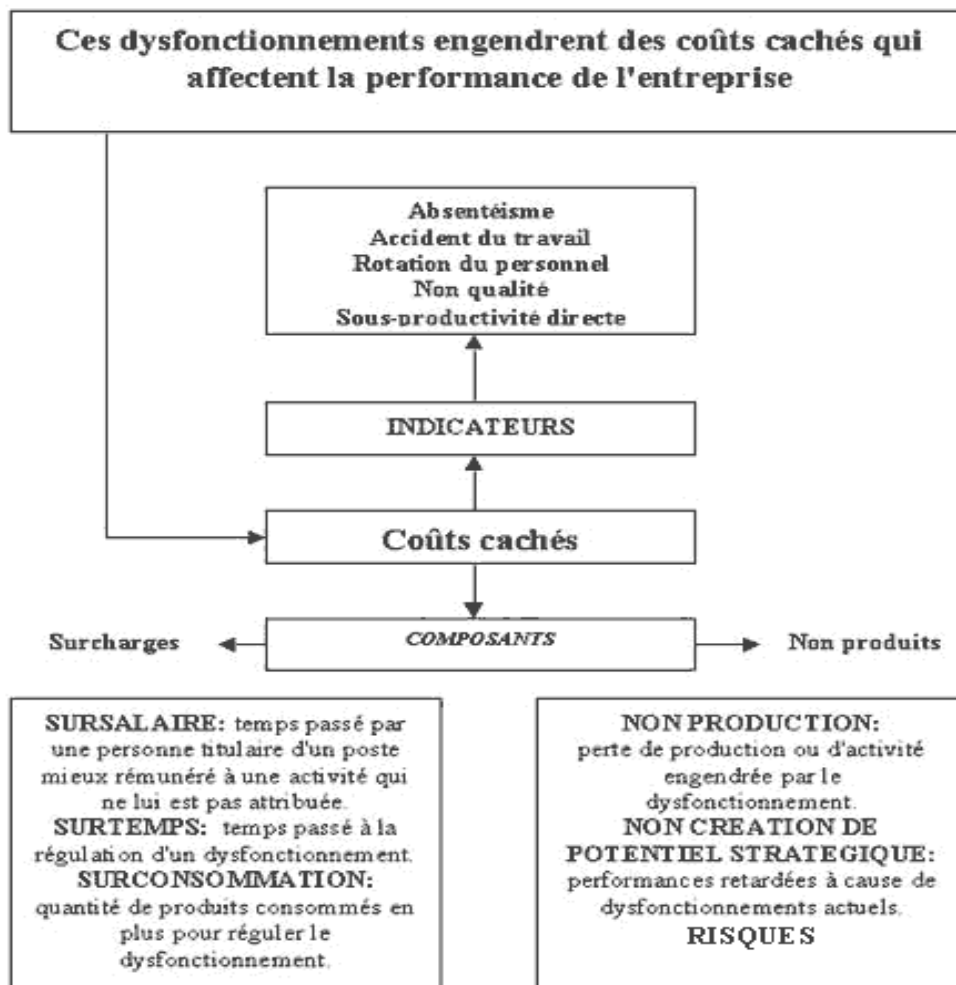 Ces dysfonctionnements engendrent des coûts cachés qui
affectent la performance de l'entreprise
Absentéisme
Accident du travail
Rotation du personnel
Non qualité
Sous-productivité directe
INDICATEURS
Coûts cachés
Surcharges
COMPOSANTS
Non produits
SURSALAIRE: temps passé par
une personne titulaire d'un poste
mieux rémunéré à une activité qui
ne lui est pas attribuée.
SURTEMPS: temps passé à la
régulation d'un dysfonctionnement.
SURCONSOMMATION:
quantité de produits consommés en
plus pour réguler le
dysfonctionnement.
NON PRODUCTION:
perte de production ou d'activité
engendrée par le
dysfonctionnement.
NON CREATION DE
POTENTIEL STRATEGIQUE:
performances retardées à cause de
dysfonctionnements actuels.
RISQUES